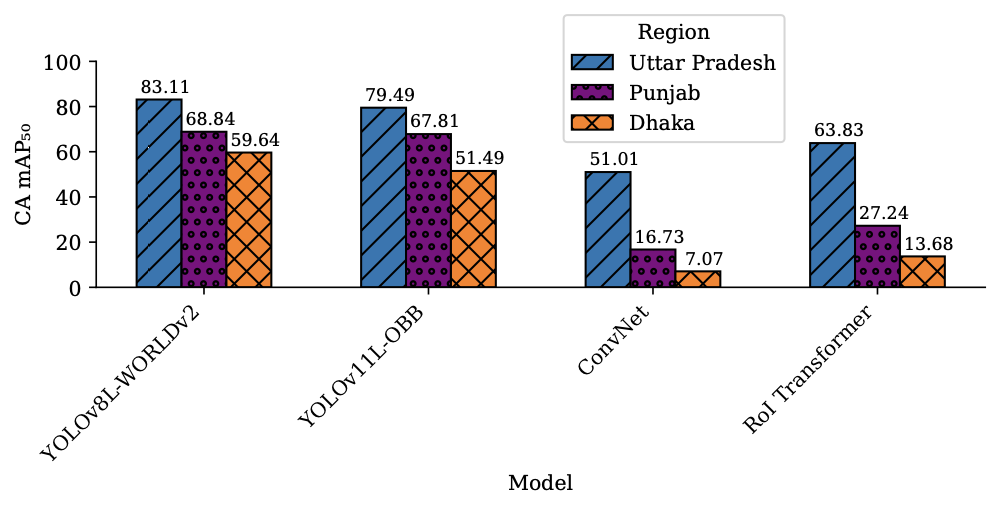 Region
Uttar Pradesh
Punjab
Dhaka
CA mAP₅₀
100
80
60
40
20
0
83.11
68.84
59.64
79.49
67.81
51.49
51.01
16.73
7.07
63.83
27.24
13.68
YOLOv8L-WORLDv2
YOLOv11L-OBB
ConvNet
RoI Transformer
Model